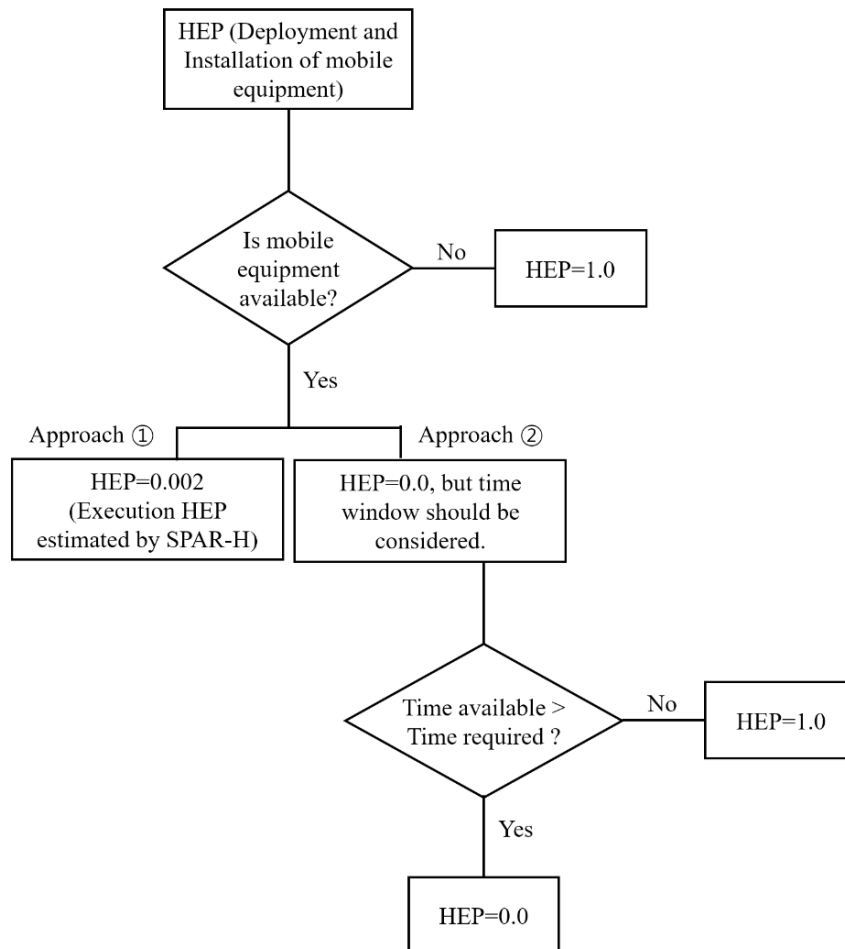 HEP (Deployment and
Installation of mobile
equipment)
Is mobile
equipment
available?
No
HEP=1.0
Yes
Approach ①
Approach ②
HEP=0.002
(Execution HEP
estimated by SPAR-H)
HEP=0.0, but time
window should be
considered.
Time available >
Time required ?
No
HEP=1.0
Yes
HEP=0.0